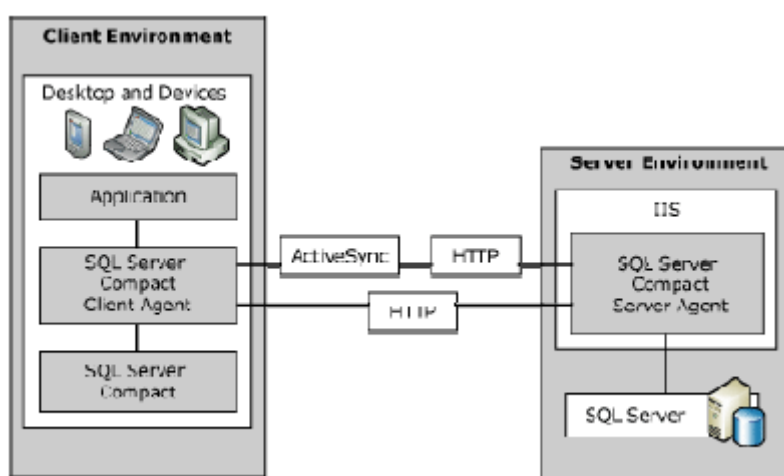 Client Environment
Desktop and Devices
Application
SQL Server
Compact
Client Agent
SQL Server
Compact
ActiveSync
HTTP
HTTP
Server Environment
IIS
SQL Server
Compact
Server Agent
SQL Server